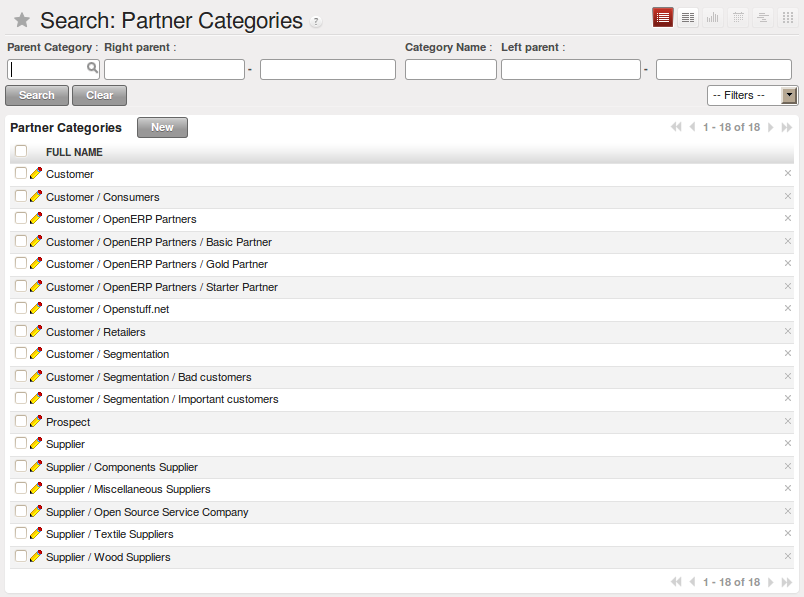 Search: Partner Categories ?
Parent Category : Right parent : Category Name : Left parent :
- -
Search Clear -- Filters --
Partner Categories New 1 - 18 of 18
FULL NAME
Customer
Customer / Consumers
Customer / OpenERP Partners
Customer / OpenERP Partners / Basic Partner
Customer / OpenERP Partners / Gold Partner
Customer / OpenERP Partners / Starter Partner
Customer / Openstuff.net
Customer / Retailers
Customer / Segmentation
Customer / Segmentation / Bad customers
Customer / Segmentation / Important customers
Prospect
Supplier
Supplier / Components Supplier
Supplier / Miscellaneous Suppliers
Supplier / Open Source Service Company
Supplier / Textile Suppliers
Supplier / Wood Suppliers
1 - 18 of 18